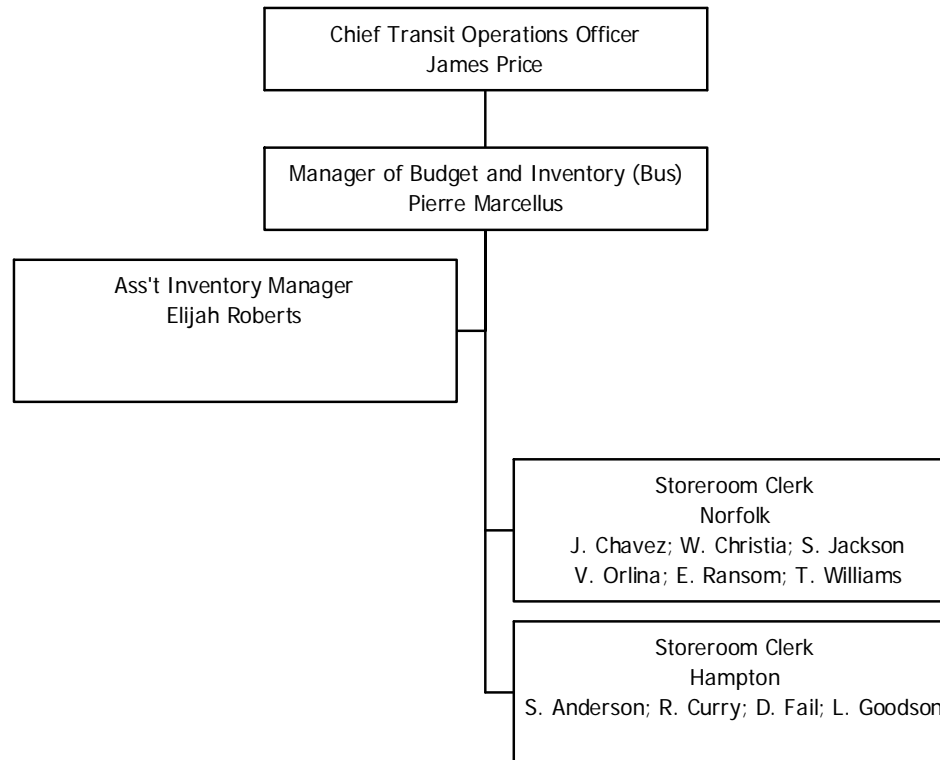 Chief Transit Operations Officer
James Price
Manager of Budget and Inventory (Bus)
Pierre Marcellus
Ass't Inventory Manager
Elijah Roberts
Storeroom Clerk
Norfolk
J. Chavez; W. Christia; S. Jackson
V. Orlina; E. Ransom; T. Williams
Storeroom Clerk
Hampton
S. Anderson; R. Curry; D. Fail; L. Goodson